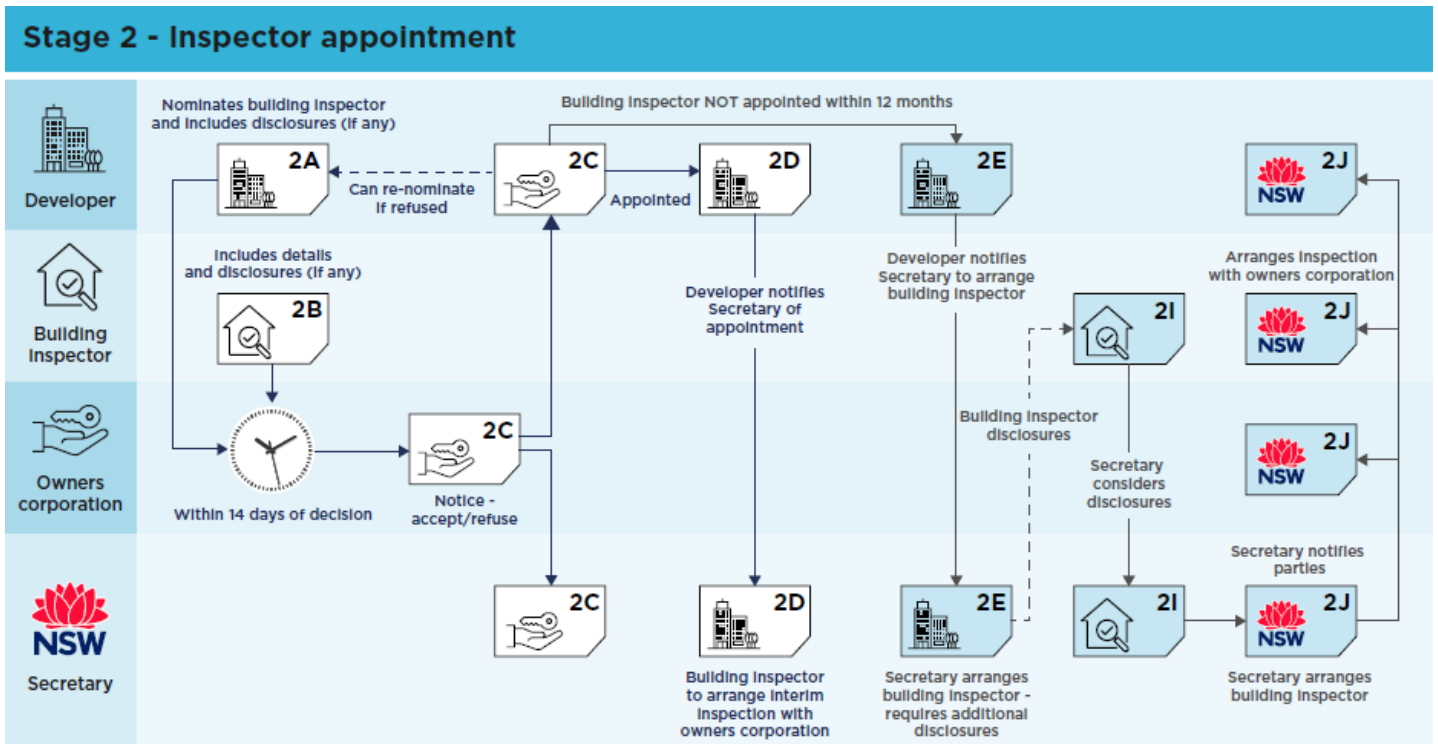 Stage 2 - Inspector appointment
Developer
Nominates building inspector
and includes disclosures (if any)
Building Inspector NOT appointed within 12 months
2A
Can re-nominate
if refused
2C
Appointed
2D
2E
2J
NSW
Building
Inspector
Includes details
and disclosures (if any)
2B
Developer notifies
Secretary of
appointment
Developer notifies
Secretary to arrange
building inspector
2I
Arranges inspection
with owners corporation
2J
NSW
Owners
corporation
Within 14 days of decision
2C
Notice -
accept/refuse
Building inspector
disclosures
Secretary
considers
disclosures
2J
NSW
NSW
Secretary
2C
2D
Building inspector
to arrange interim
inspection with
owners corporation
2E
Secretary arranges
building inspector -
requires additional
disclosures
2I
Secretary notifies
parties
2J
NSW
Secretary arranges
building inspector